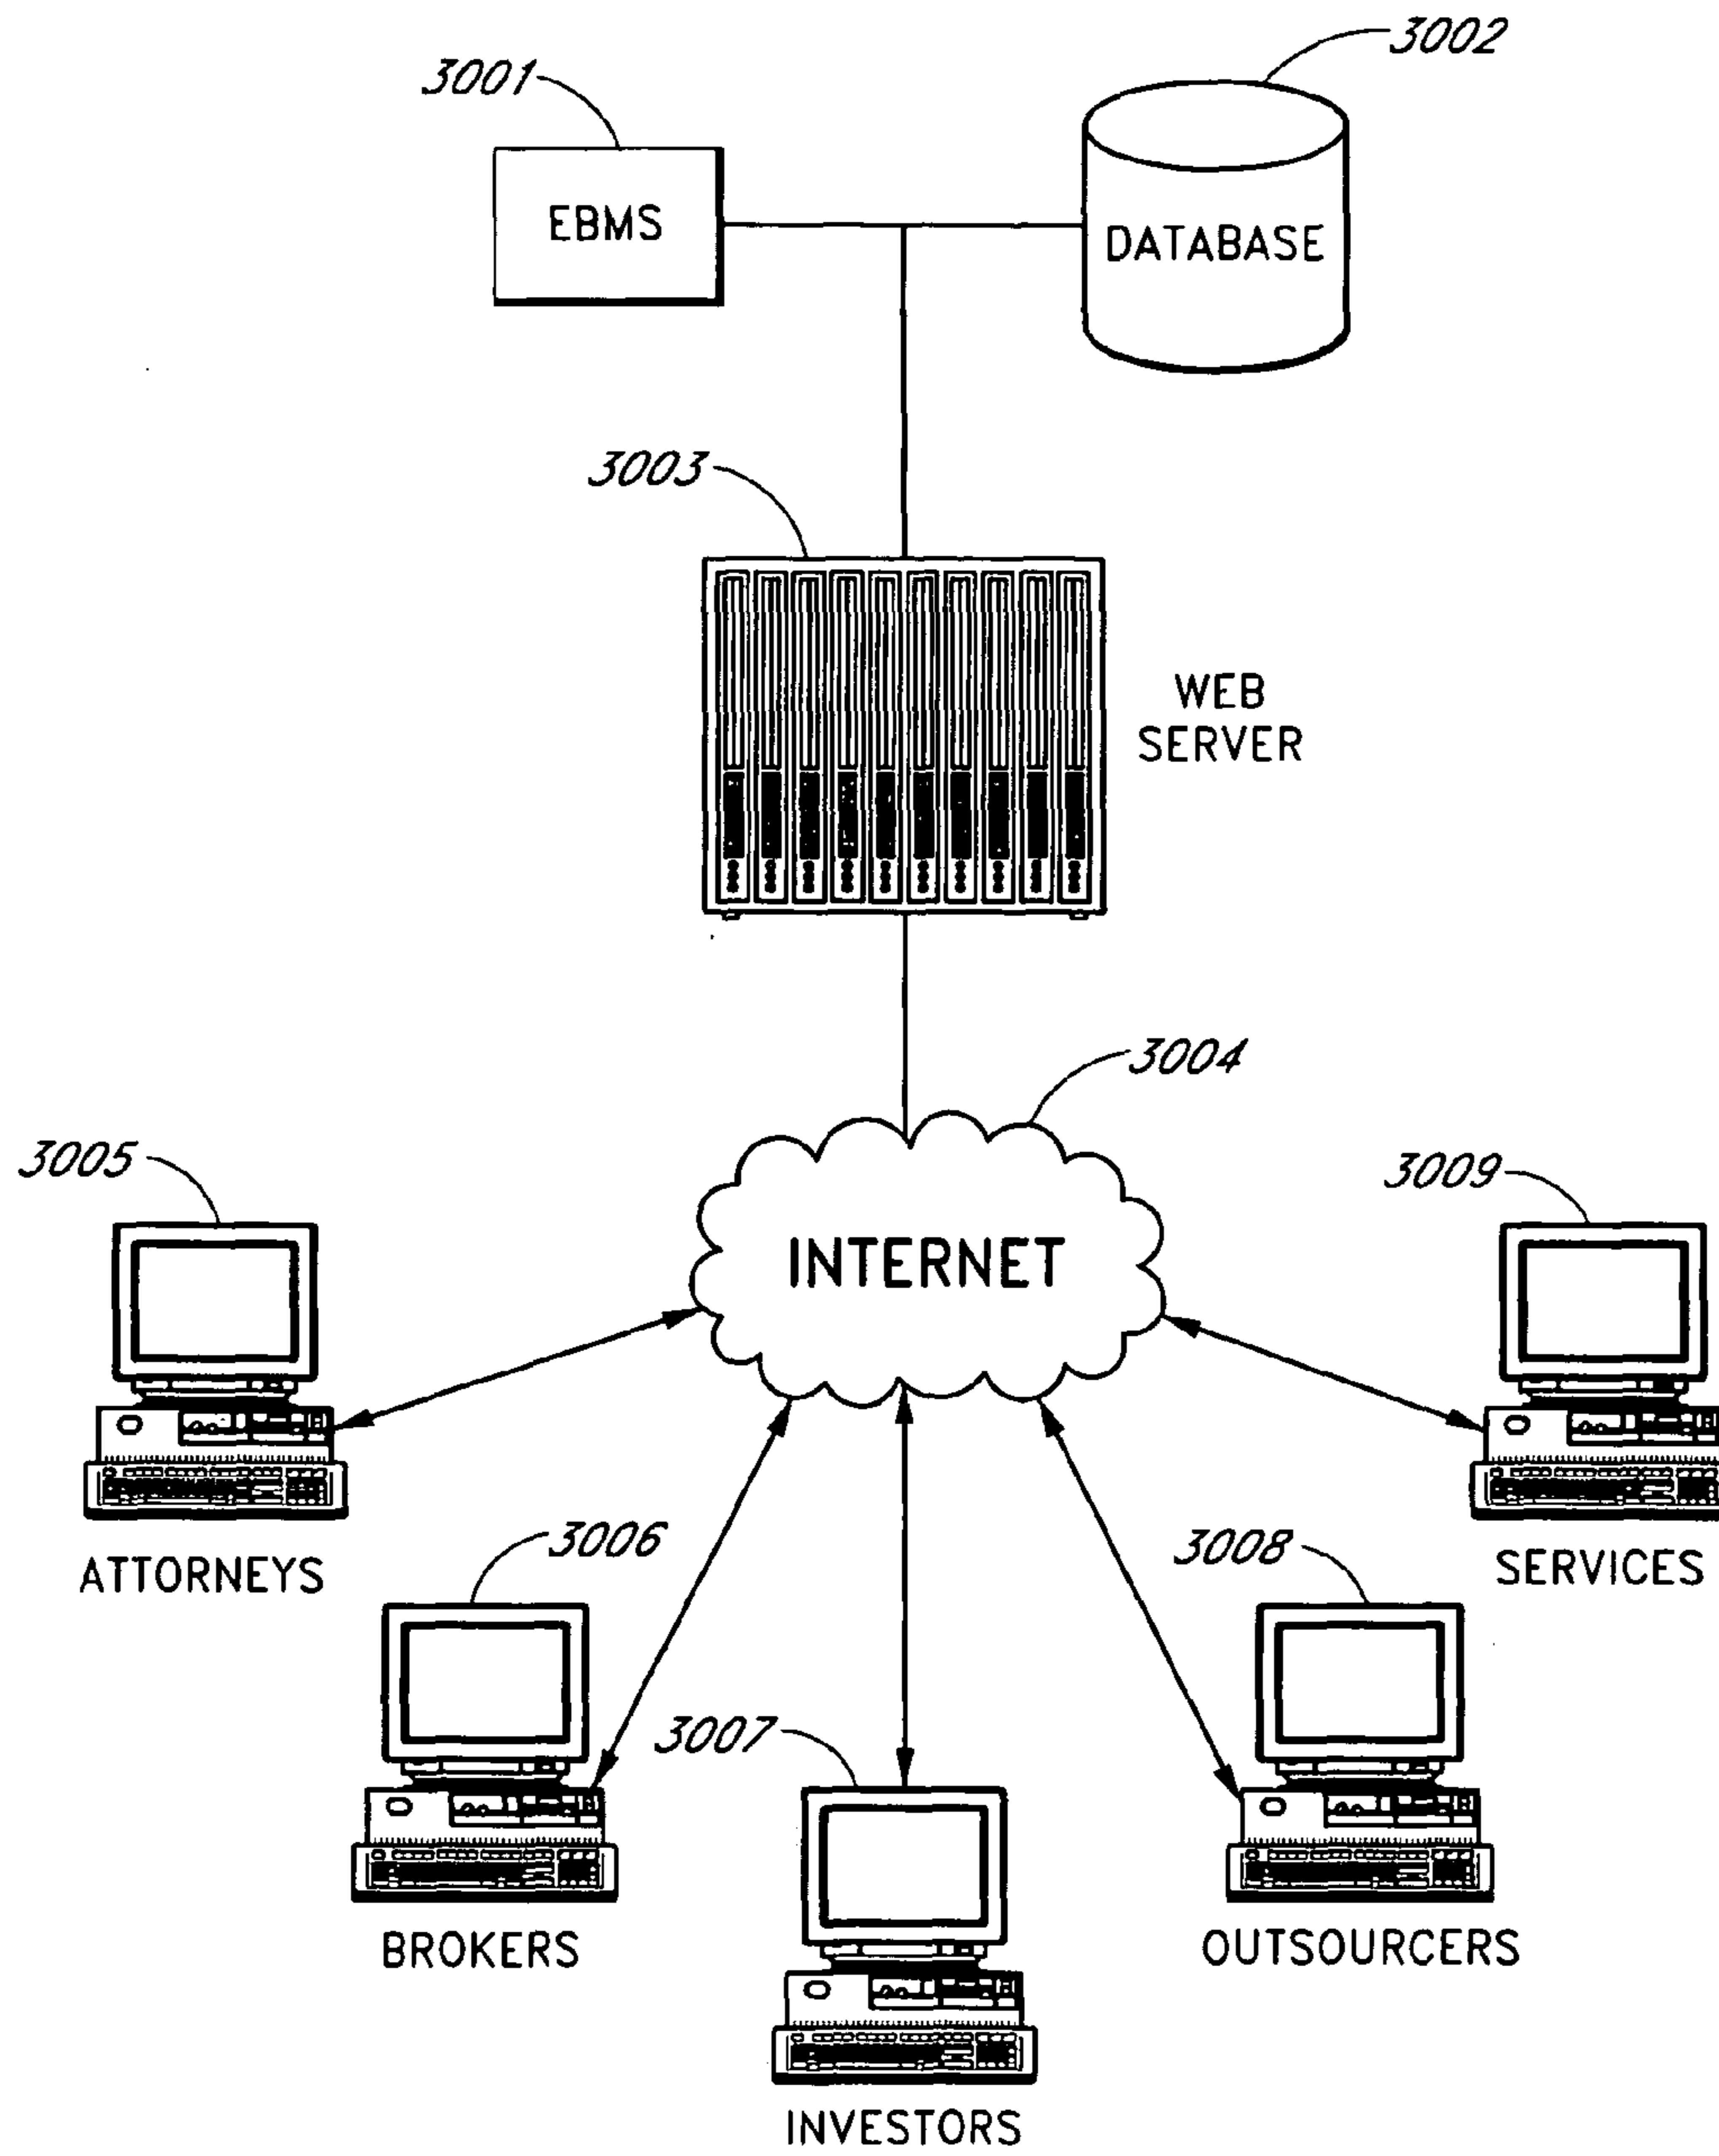 3002
3001
EBMS
DATABASE
3003
WEB
SERVER
3004
3005
3009
INTERNET
3006
3008
ATTORNEYS
SERVICES
3007
BROKERS
OUTSOURCERS
INVESTORS